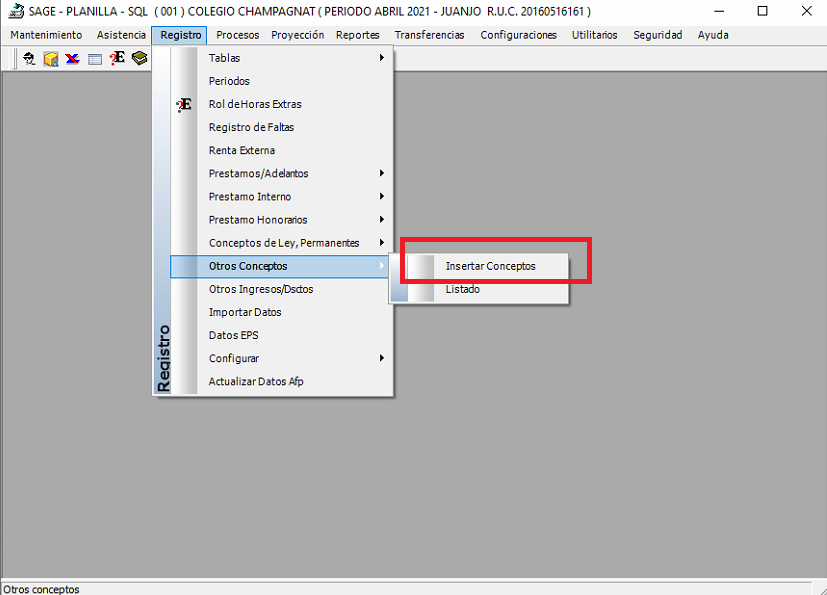 SAGE - PLANILLA - SQL ( 001 ) COLEGIO CHAMPAGNAT ( PERIODO ABRIL 2021 - JUANJO R.U.C. 20160516161 )
Mantenimiento Asistencia Registro Procesos Proyección Reportes Transferencias Configuraciones Utilitarios Seguridad Ayuda
?E
Tablas
Periodos
?E Rol de Horas Extras
Registro de Faltas
Renta Externa
Prestamos/Adelantos
Prestamo Interno
Prestamo Honorarios
Conceptos de Ley, Permanentes
Otros Conceptos
Insertar Conceptos
Otros Ingresos/Dsctos
Listado
Importar Datos
Datos EPS
Configurar
Actualizar Datos Afp
Registro
Otros conceptos